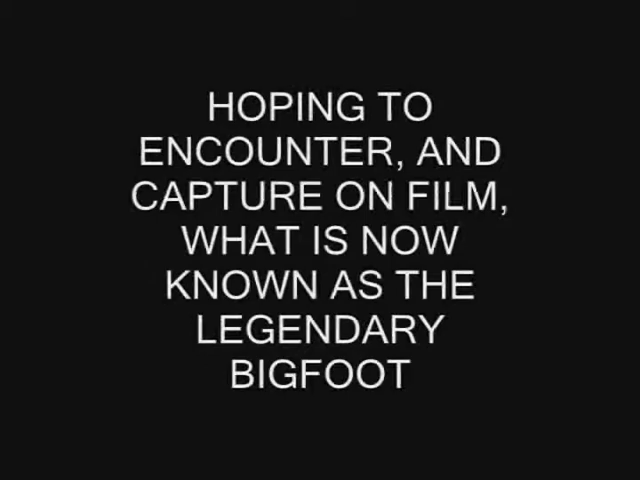 HOPING TO
ENCOUNTER, AND
CAPTURE ON FILM,
WHAT IS NOW
KNOWN AS THE
LEGENDARY
BIGFOOT